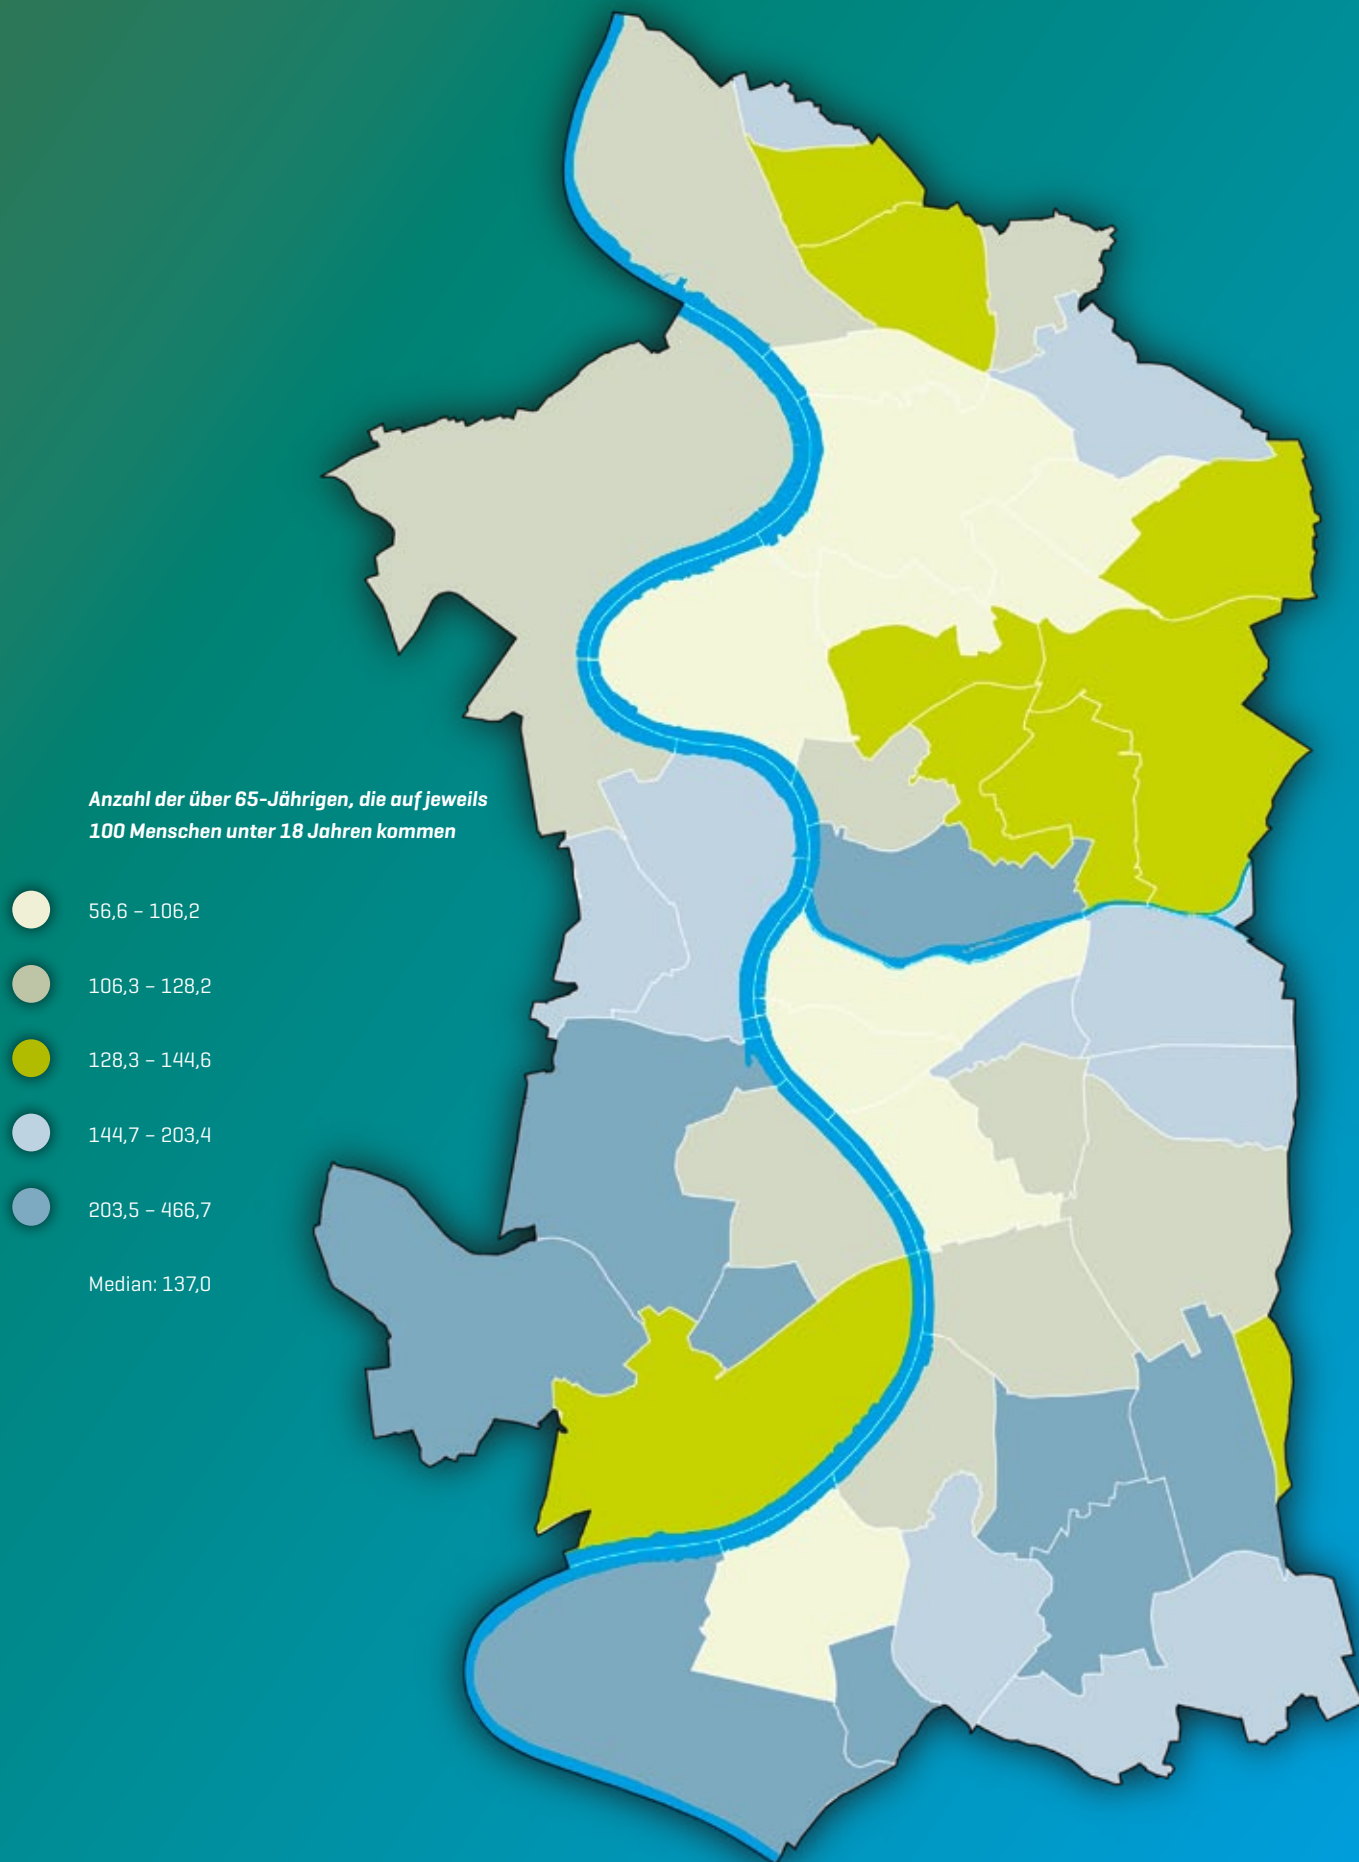 Anzahl der über 65-Jährigen, die auf jeweils
100 Menschen unter 18 Jahren kommen
56,6 – 106,2
106,3 – 128,2
128,3 – 144,6
144,7 – 203,4
203,5 – 466,7
Median: 137,0